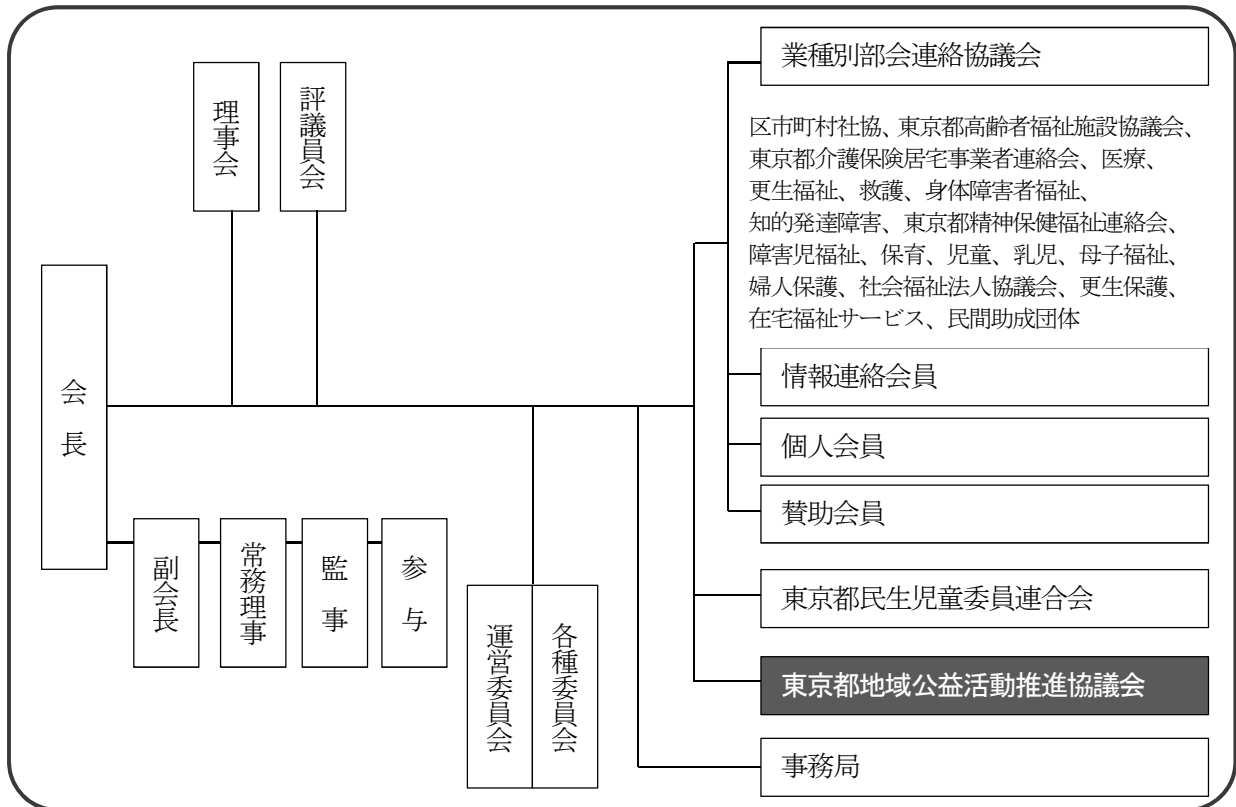 理事会
評議員会
会長
副会長
常務理事
監事
参与
運営委員会
各種委員会
業種別部会連絡協議会
区市町村社協、東京都高齢者福祉施設協議会、
東京都介護保険居宅事業者連絡会、医療、
更生福祉、救護、身体障害者福祉、
知的発達障害、東京都精神保健福祉連絡会、
障害児福祉、保育、児童、乳児、母子福祉、
婦人保護、社会福祉法人協議会、更生保護、
在宅福祉サービス、民間助成団体
情報連絡会員
個人会員
賛助会員
東京都民生児童委員連合会
東京都地域公益活動推進協議会
事務局